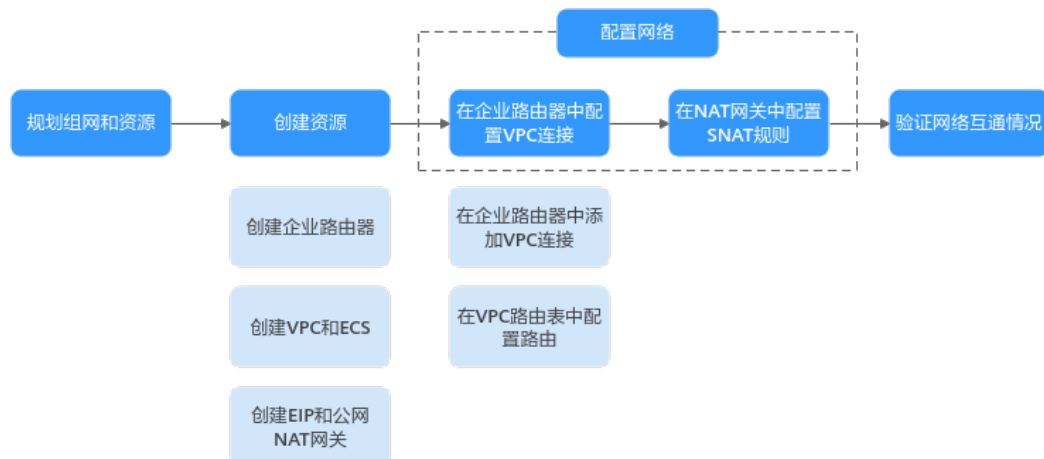 配置网络
规划组网和资源
创建资源
在企业路由器中配
置VPC连接
在NAT网关中配置
SNAT规则
验证网络互通情况
创建企业路由器
在企业路由器中添
加VPC连接
创建VPC和ECS
在VPC路由表中配
置路由
创建EIP和公网
NAT网关